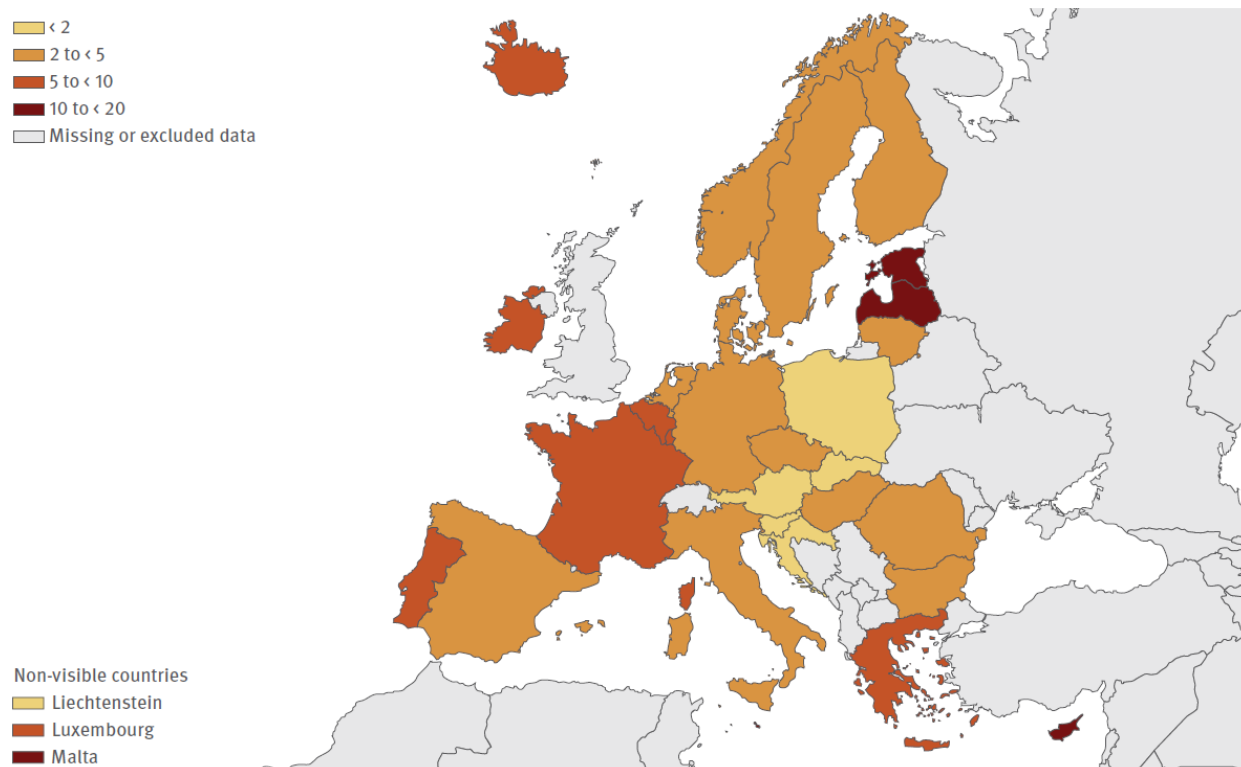 < 2
2 to < 5
5 to < 10
10 to < 20
Missing or excluded data
Non-visible countries
Liechtenstein
Luxembourg
Malta